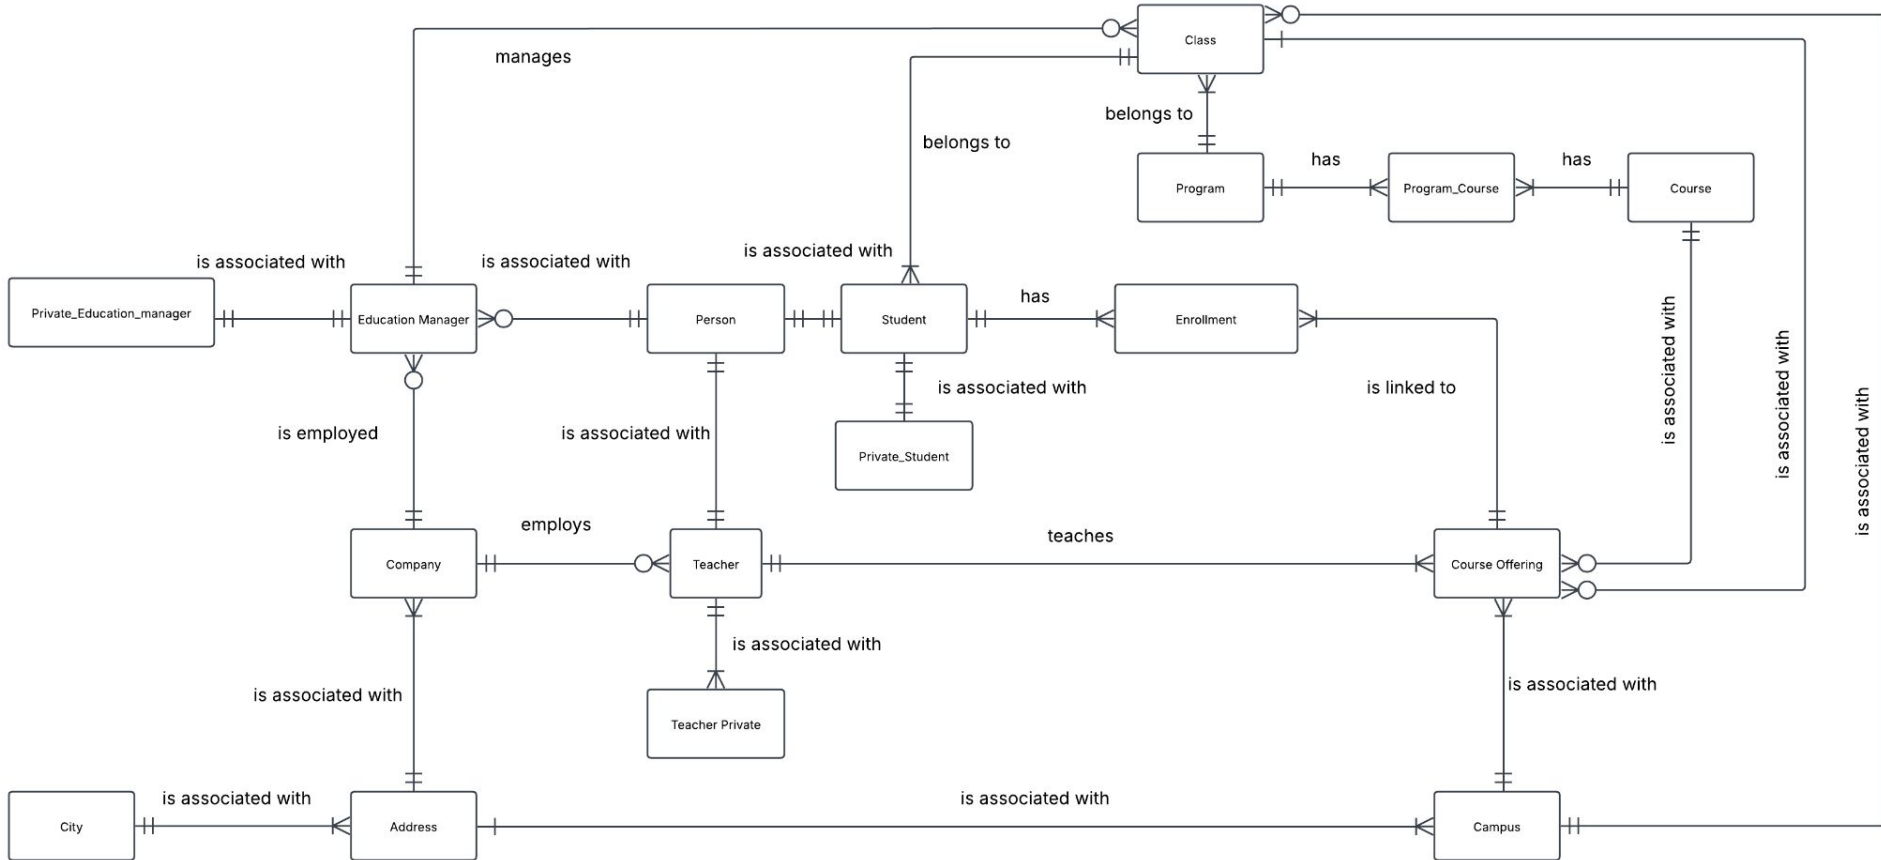 Class
manages
belongs to
belongs to
has
has
Program
Program_Course
Course
is associated with
is associated with
is associated with
Private_Education_manager
Education Manager
Person
Student
has
Enrollment
is associated with
is associated with
is associated with
is associated with
is linked to
is employed
is associated with
Private_Student
employs
teaches
Company
Teacher
Course Offering
is associated with
is associated with
is associated with
Teacher Private
is associated with
is associated with
City
Address
Campus